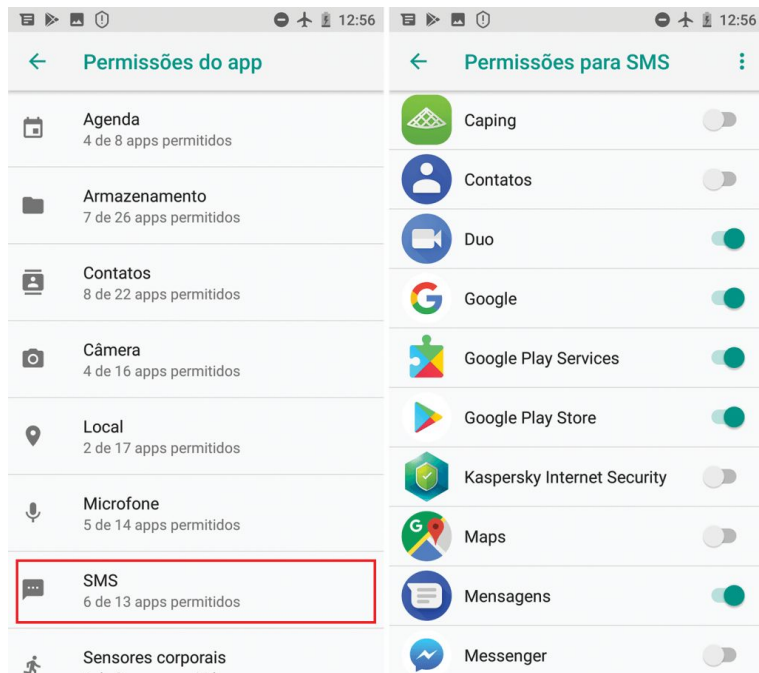 12:56
Permissões do app
Agenda
4 de 8 apps permitidos
Armazenamento
7 de 26 apps permitidos
Contatos
8 de 22 apps permitidos
Câmera
4 de 16 apps permitidos
Local
2 de 17 apps permitidos
Microfone
5 de 14 apps permitidos
SMS
6 de 13 apps permitidos
Sensores corporais
12:56
Permissões para SMS
Caping
Contatos
Duo
Google
Google Play Services
Google Play Store
Kaspersky Internet Security
Maps
Mensagens
Messenger